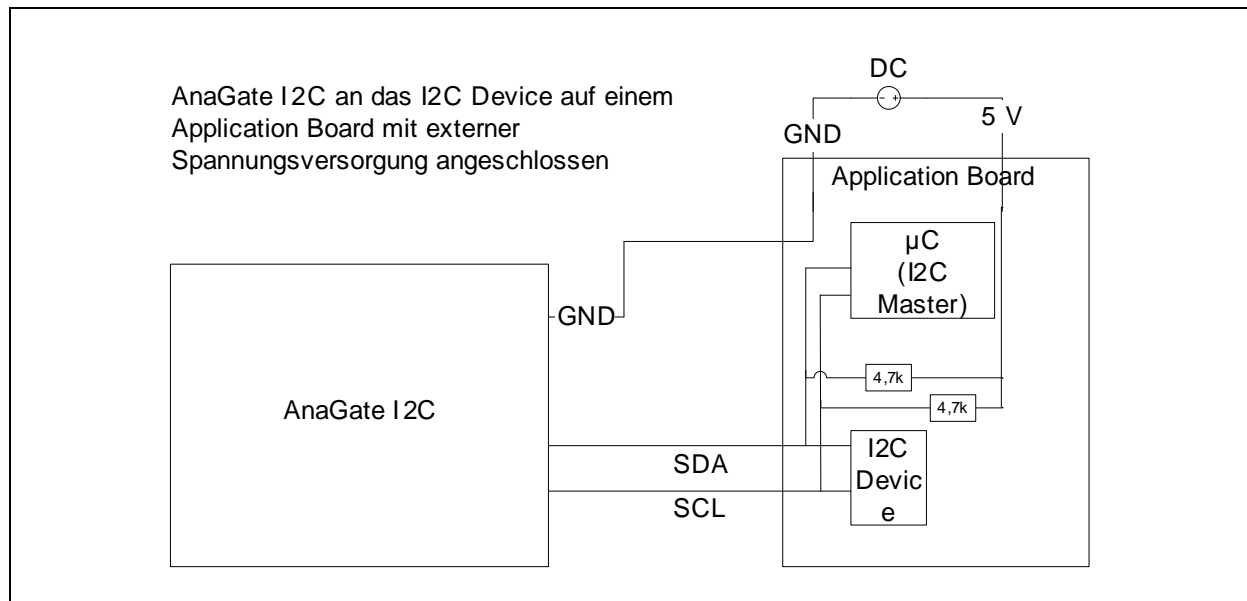 AnaGate I2C an das I2C Device auf einem
Application Board mit externer
Spannungsversorgung angeschlossen
DC
GND
5 V
Application Board
µC
(I2C
Master)
GND
4,7k
4,7k
AnaGate I2C
SDA
SCL
I2C
Devic
e